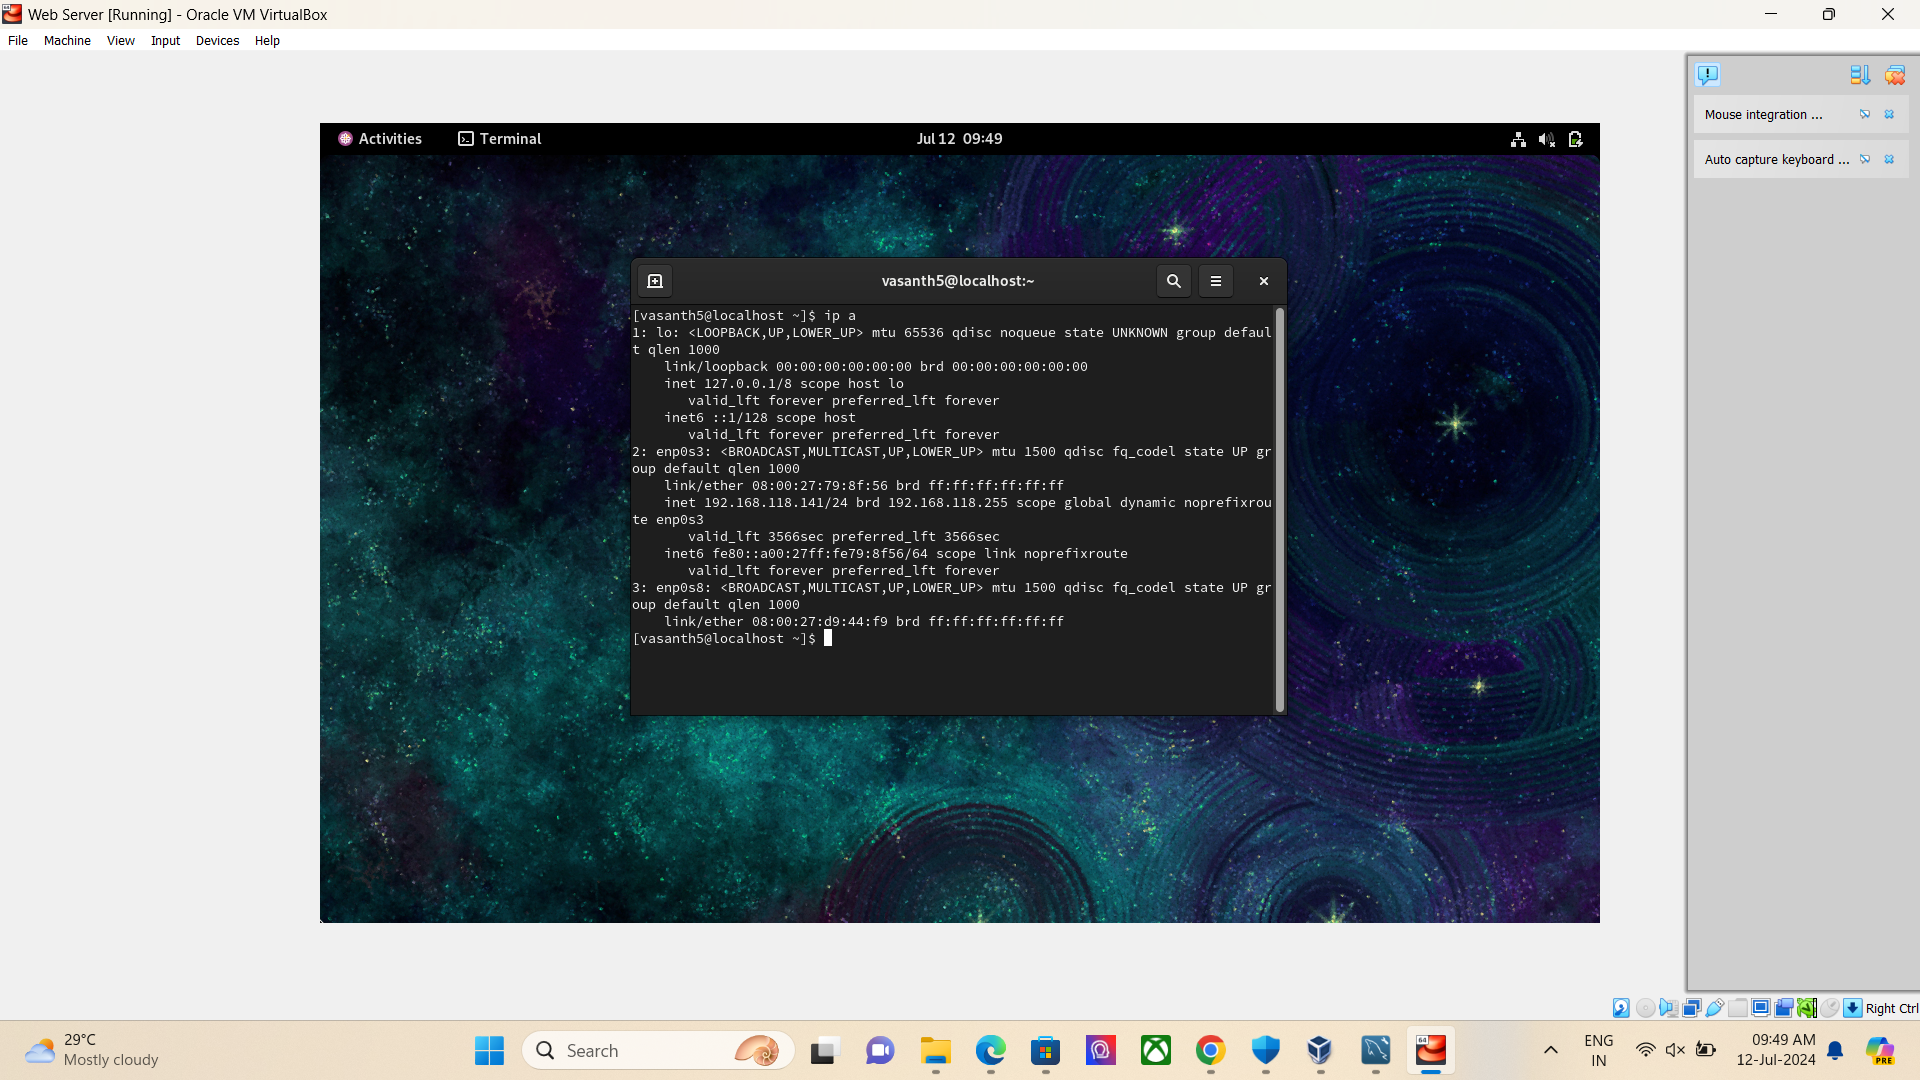 Web Server [Running] - Oracle VM VirtualBox
File Machine View Input Devices Help
Mouse integration ...
Auto capture keyboard ...
Activities Terminal Jul 12 09:49
vasanth5@localhost:~
[vasanth5@localhost ~]$ ip a
1: lo: <LOOPBACK,UP,LOWER_UP> mtu 65536 qdisc noqueue state UNKNOWN group defaul
t qlen 1000
link/loopback 00:00:00:00:00:00 brd 00:00:00:00:00:00
inet 127.0.0.1/8 scope host lo
valid_lft forever preferred_lft forever
inet6 ::1/128 scope host
valid_lft forever preferred_lft forever
2: enp0s3: <BROADCAST,MULTICAST,UP,LOWER_UP> mtu 1500 qdisc fq_codel state UP gr
oup default qlen 1000
link/ether 08:00:27:79:8f:56 brd ff:ff:ff:ff:ff:ff
inet 192.168.118.141/24 brd 192.168.118.255 scope global dynamic noprefixrou
te enp0s3
valid_lft 3566sec preferred_lft 3566sec
inet6 fe80::a00:27ff:fe79:8f56/64 scope link noprefixroute
valid_lft forever preferred_lft forever
3: enp0s8: <BROADCAST,MULTICAST,UP,LOWER_UP> mtu 1500 qdisc fq_codel state UP gr
oup default qlen 1000
link/ether 08:00:27:d9:44:f9 brd ff:ff:ff:ff:ff:ff
[vasanth5@localhost ~]$
Right Ctrl
29°C
Mostly cloudy
Search
64
ENG
IN
09:49 AM
12-Jul-2024
PRE